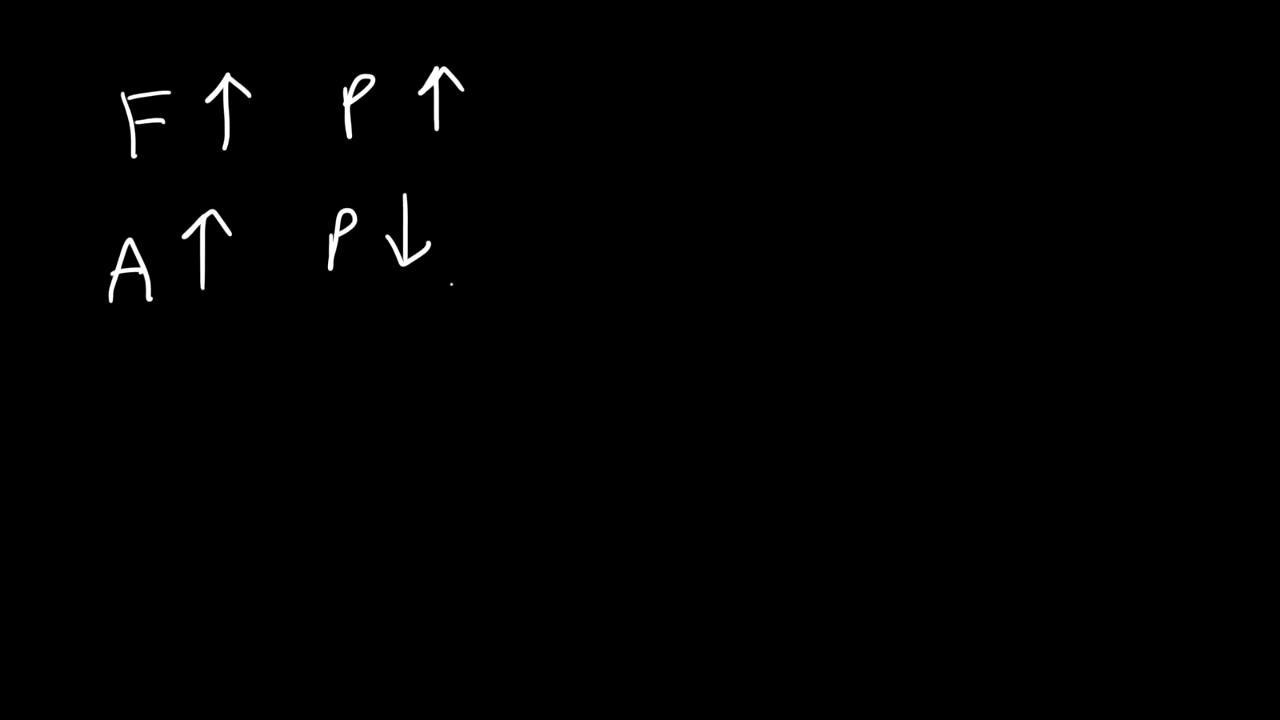 F ↑ P ↑
A ↑ P ↓